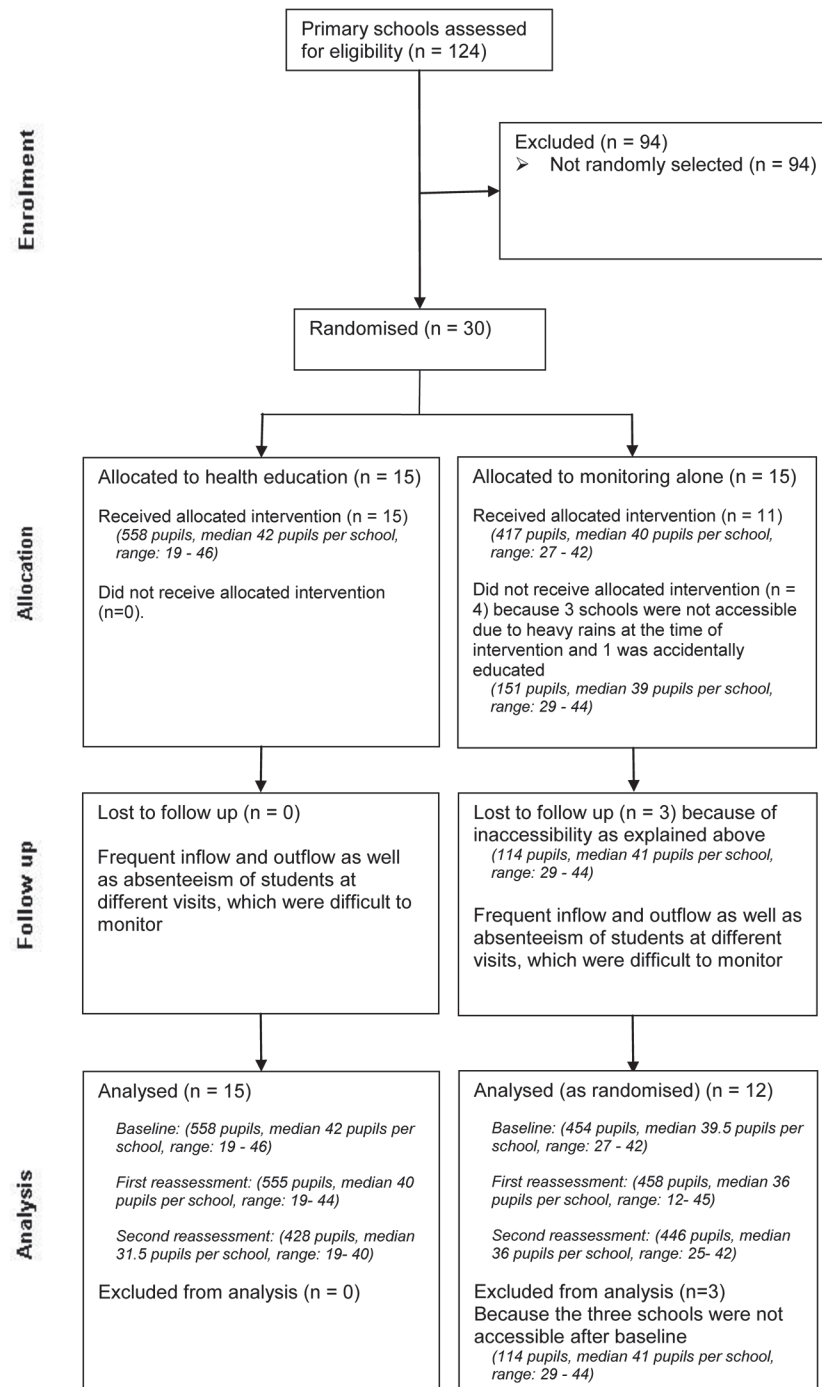 Primary schools assessed
for eligibility (n = 124)
Enrolment
Excluded (n = 94)
➢ Not randomly selected (n = 94)
Randomised (n = 30)
Allocation
Allocated to health education (n = 15)
Received allocated intervention (n = 15)
(558 pupils, median 42 pupils per school,
range: 19 - 46)
Did not receive allocated intervention
(n=0).
Allocated to monitoring alone (n = 15)
Received allocated intervention (n = 11)
(417 pupils, median 40 pupils per school,
range: 27 - 42)
Did not receive allocated intervention (n =
4) because 3 schools were not accessible
due to heavy rains at the time of
intervention and 1 was accidentally
educated
(151 pupils, median 39 pupils per school,
range: 29 - 44)
Follow up
Lost to follow up (n = 0)
Frequent inflow and outflow as well
as absenteeism of students at
different visits, which were difficult to
monitor
Lost to follow up (n = 3) because of
inaccessibility as explained above
(114 pupils, median 41 pupils per school,
range: 29 - 44)
Frequent inflow and outflow as well as
absenteeism of students at different
visits, which were difficult to monitor
Analysis
Analysed (n = 15)
Baseline: (558 pupils, median 42 pupils per
school, range: 19 - 46)
First reassessment: (555 pupils, median 40
pupils per school, range: 19- 44)
Second reassessment: (428 pupils, median
31.5 pupils per school, range: 19- 40)
Excluded from analysis (n = 0)
Analysed (as randomised) (n = 12)
Baseline: (454 pupils, median 39.5 pupils per
school, range: 27 - 42)
First reassessment: (458 pupils, median 36
pupils per school, range: 12- 45)
Second reassessment: (446 pupils, median
36 pupils per school, range: 25- 42)
Excluded from analysis (n=3)
Because the three schools were not
accessible after baseline
(114 pupils, median 41 pupils per school,
range: 29 - 44)